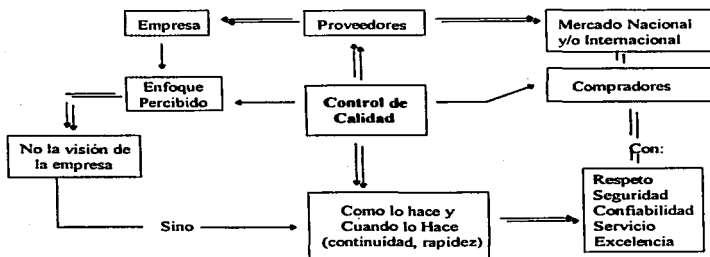 Empresa
Proveedores
Mercado Nacional
y/o Internacional
Enfoque
Percibido
Control de
Calidad
Compradores
No la visión de
la empresa
Con:
Sino
Como lo hace y
Cuando lo Hace
(continuidad, rapidez)
Respeto
Seguridad
Confiabilidad
Servicio
Excelencia